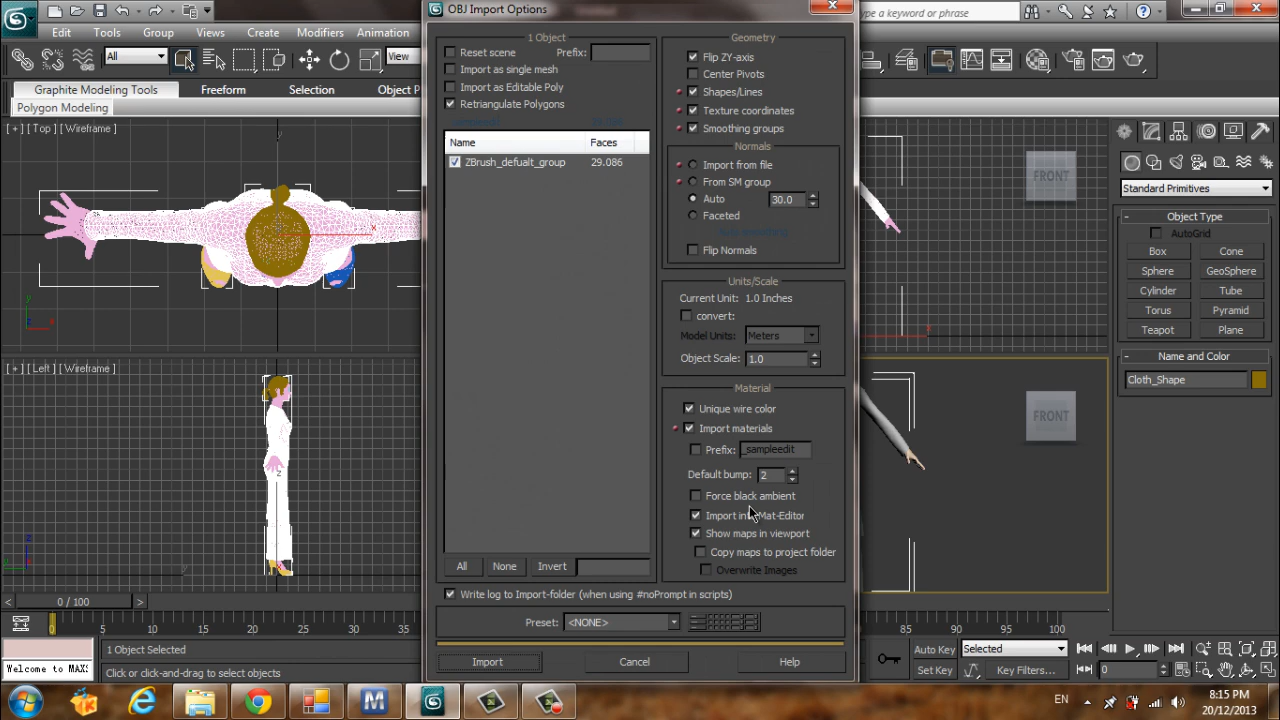 OBJ Import Options
pe a keyword or phrase
Edit Tools Group Views Create Modifiers Animation
All
View
Graphite Modeling Tools Freeform Selection Object P
Polygon Modeling
[ + ] [ Top ] [ Wireframe ]
y
x
[ + ] [ Left ] [ Wireframe ]
z
1 Object
Reset scene Prefix:
Import as single mesh
Import as Editable Poly
Retriangulate Polygons
Name Faces
ZBrush_defualt_group 29.086
All None Invert
Geometry
Flip ZY-axis
Center Pivots
Shapes/Lines
Texture coordinates
Smoothing groups
Normals
Import from file
From SM group
Auto 30.0
Faceted
Flip Normals
Units/Scale
Current Unit: 1.0 Inches
convert:
Model Units: Meters
Object Scale: 1.0
Material
Unique wire color
Import materials
Prefix: _sampleedit
Default bump: 2
Force black ambient
Import into Mat-Editor
Show maps in viewport
Copy maps to project folder
Overwrite Images
Write log to Import-folder (when using #noPrompt in scripts)
Preset: <NONE>
Import Cancel Help
FRONT
FRONT
Standard Primitives
Object Type
AutoGrid
Box Cone
Sphere GeoSphere
Cylinder Tube
Torus Pyramid
Teapot Plane
Name and Color
Cloth_Shape
< 0 / 100 >
0 5 10 15 20 25 30 35
85 90 95 100
1 Object Selected
Welcome to MAXS
Click or click-and-drag to select objects
Auto Key Selected
Set Key Key Filters... 0
EN 8:15 PM
20/12/2013